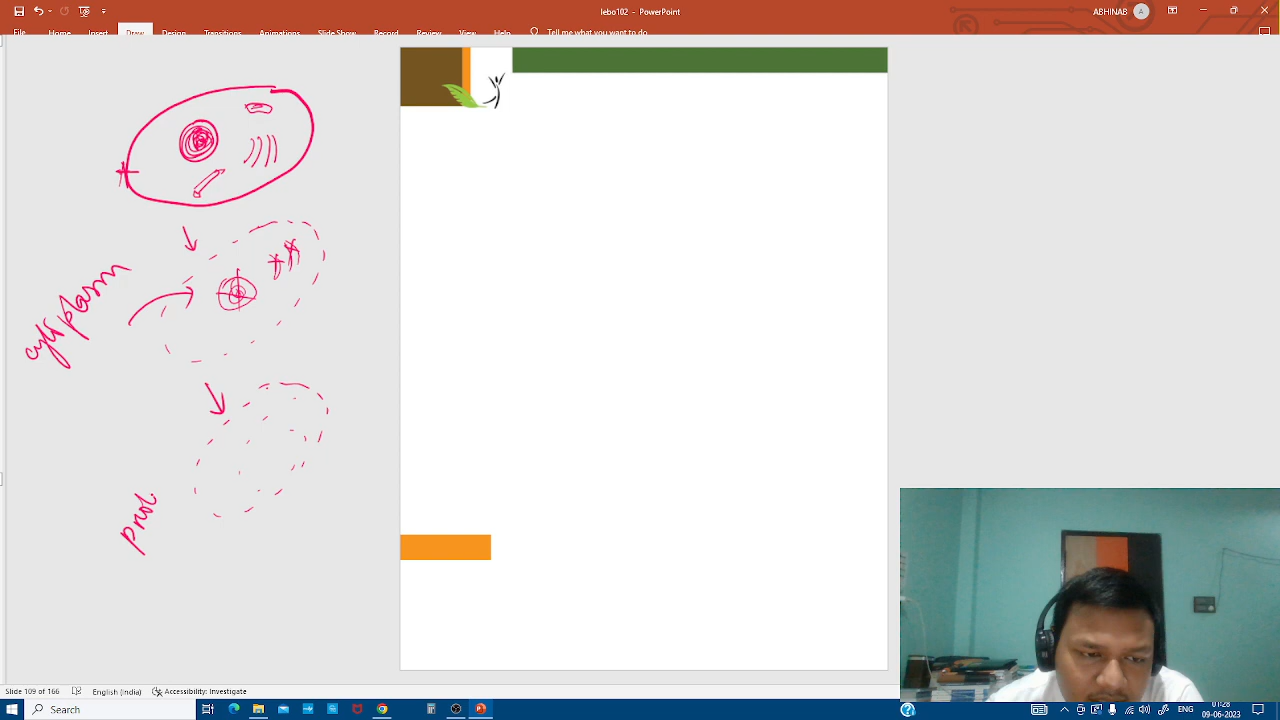 lebo102 - PowerPoint
ABHINAB
A
File Home Insert Draw Design Transitions Animations Slide Show Review View Help Tell me what you want to do
cytoplasm
prot
Slide 109 of 166 English (India) Accessibility: Investigate
Search
ENG
01:28
09-06-2023